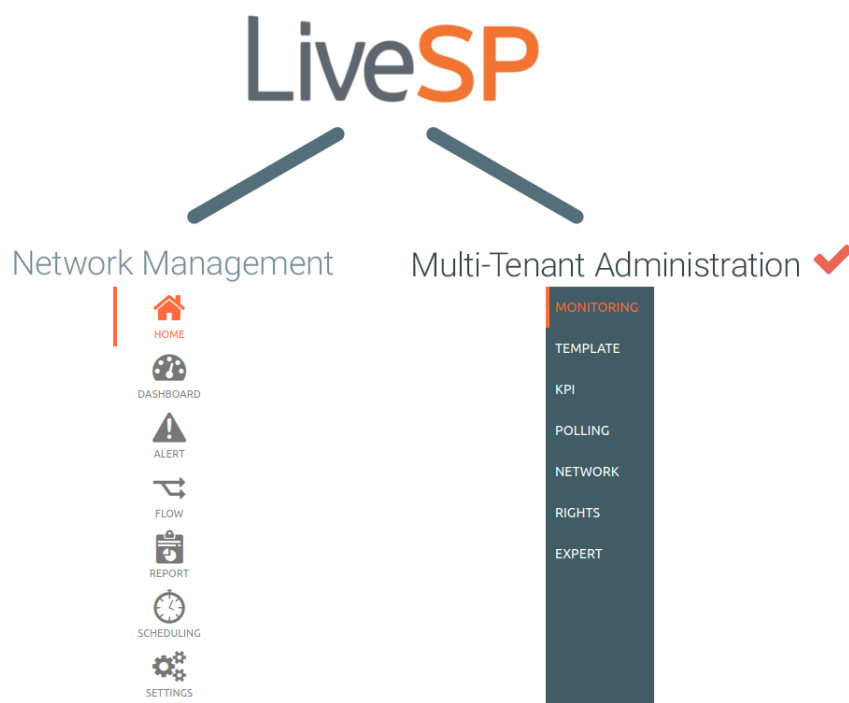 LiveSP
Network Management
HOME
DASHBOARD
ALERT
FLOW
REPORT
SCHEDULING
SETTINGS
Multi-Tenant Administration
MONITORING
TEMPLATE
KPI
POLLING
NETWORK
RIGHTS
EXPERT